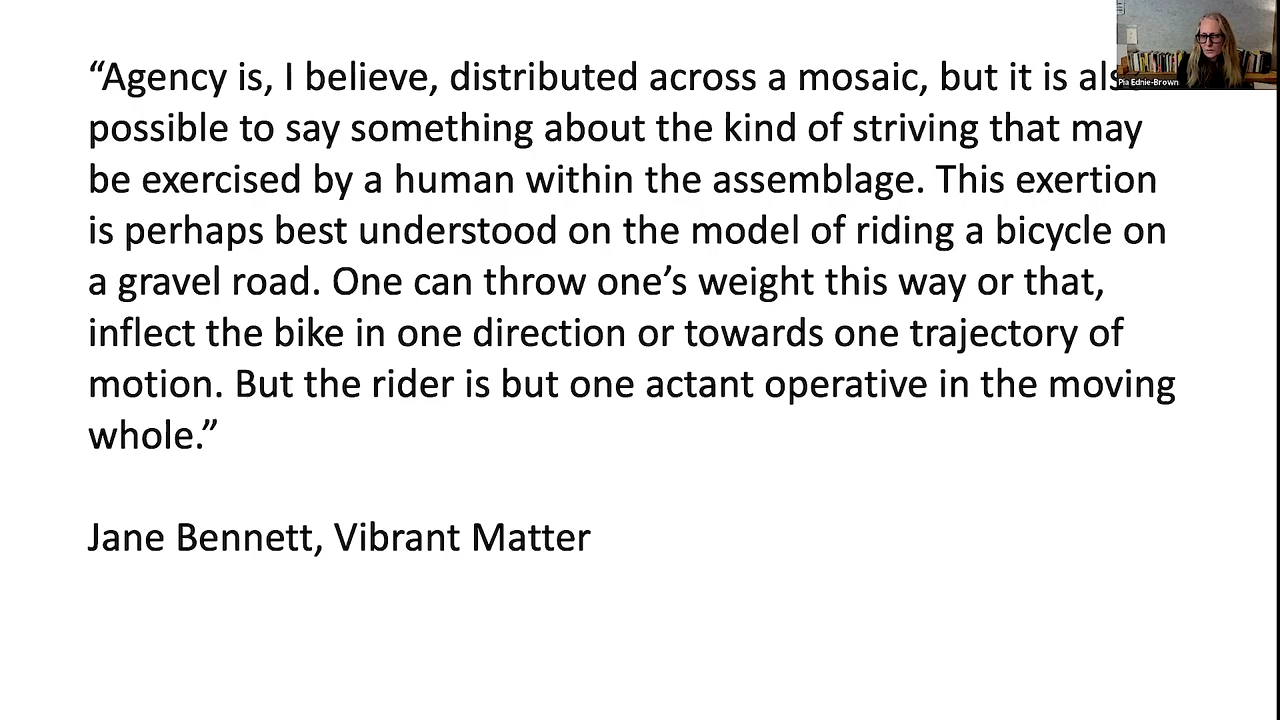 “Agency is, I believe, distributed across a mosaic, but it is als
possible to say something about the kind of striving that may
be exercised by a human within the assemblage. This exertion
is perhaps best understood on the model of riding a bicycle on
a gravel road. One can throw one’s weight this way or that,
inflect the bike in one direction or towards one trajectory of
motion. But the rider is but one actant operative in the moving
whole.”
Jane Bennett, Vibrant Matter
Pia Ednie-Brown